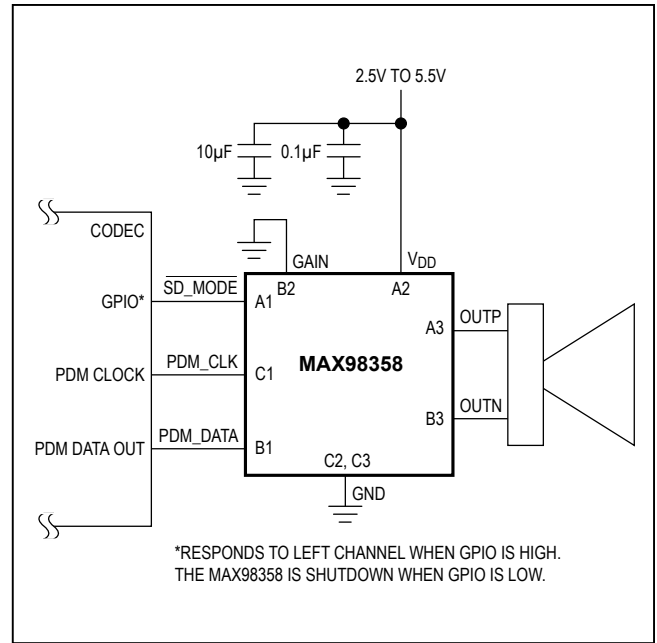 2.5V TO 5.5V
10µF
0.1µF
CODEC
GAIN
VDD
GPIO*
SD_MODE
A1
B2
A2
A3
OUTP
MAX98358
PDM CLOCK
PDM_CLK
C1
B3
OUTN
PDM DATA OUT
PDM_DATA
B1
C2, C3
GND
*RESPONDS TO LEFT CHANNEL WHEN GPIO IS HIGH.
THE MAX98358 IS SHUTDOWN WHEN GPIO IS LOW.